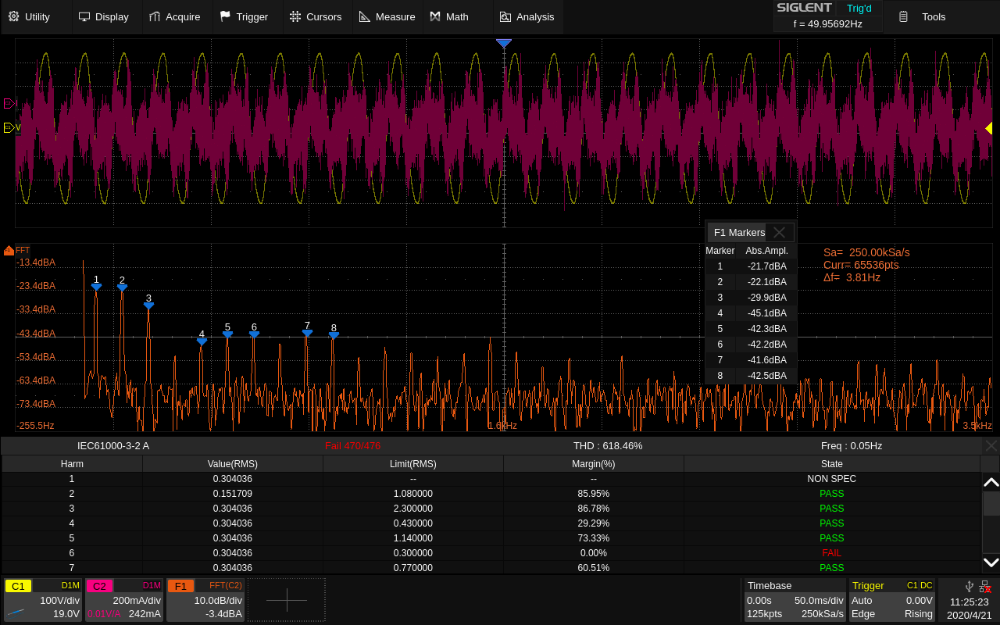 Utility Display Acquire Trigger Cursors Measure Math Analysis SIGLENT Trig'd Tools
f = 49.95692Hz
C2 I
C1 V
F1 Markers
Marker Abs.Ampl.
1 -21.7dBA
2 -22.1dBA
3 -29.9dBA
4 -45.1dBA
5 -42.3dBA
6 -42.2dBA
7 -41.6dBA
8 -42.5dBA
Sa= 250.00kSa/s
Curr= 65536pts
Δf= 3.81Hz
F1 FFT
-13.4dBA
-23.4dBA
-33.4dBA
-43.4dBA
-53.4dBA
-63.4dBA
-73.4dBA
1 2 3 4 5 6 7 8
-255.5Hz 1.6kHz 3.5kHz
IEC61000-3-2 A Fail 470/476 THD : 618.46% Freq : 0.05Hz
Harm Value(RMS) Limit(RMS) Margin(%) State
1 0.304036 -- -- NON SPEC
2 0.151709 1.080000 85.95% PASS
3 0.304036 2.300000 86.78% PASS
4 0.304036 0.430000 29.29% PASS
5 0.304036 1.140000 73.33% PASS
6 0.304036 0.300000 0.00% FAIL
7 0.304036 0.770000 60.51% PASS
C1 D1M
100V/div
19.0V
C2 D1M
200mA/div
0.01V/A 242mA
F1 FFT(C2)
10.0dB/div
-3.4dBA
Timebase
0.00s 50.0ms/div
125kpts 250kSa/s
Trigger C1 DC
Auto 0.00V
Edge Rising
11:25:23
2020/4/21